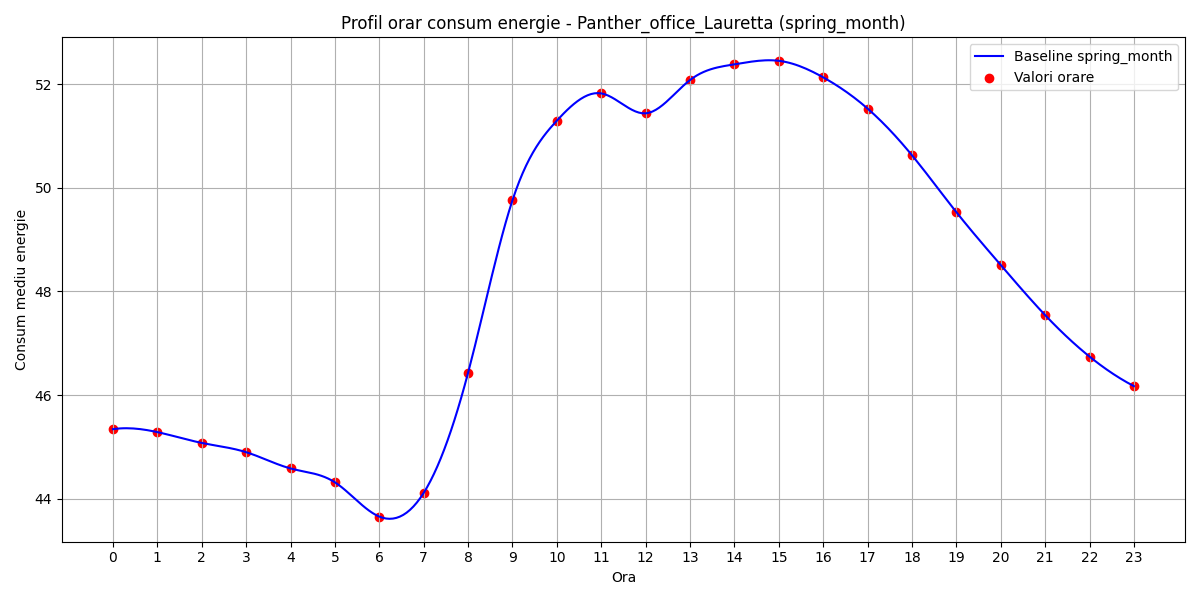 Profil orar consum energie - Panther_office_Lauretta (spring_month)
Baseline spring_month
Valori orare
Consum mediu energie
52
50
48
46
44
0 1 2 3 4 5 6 7 8 9 10 11 12 13 14 15 16 17 18 19 20 21 22 23
Ora